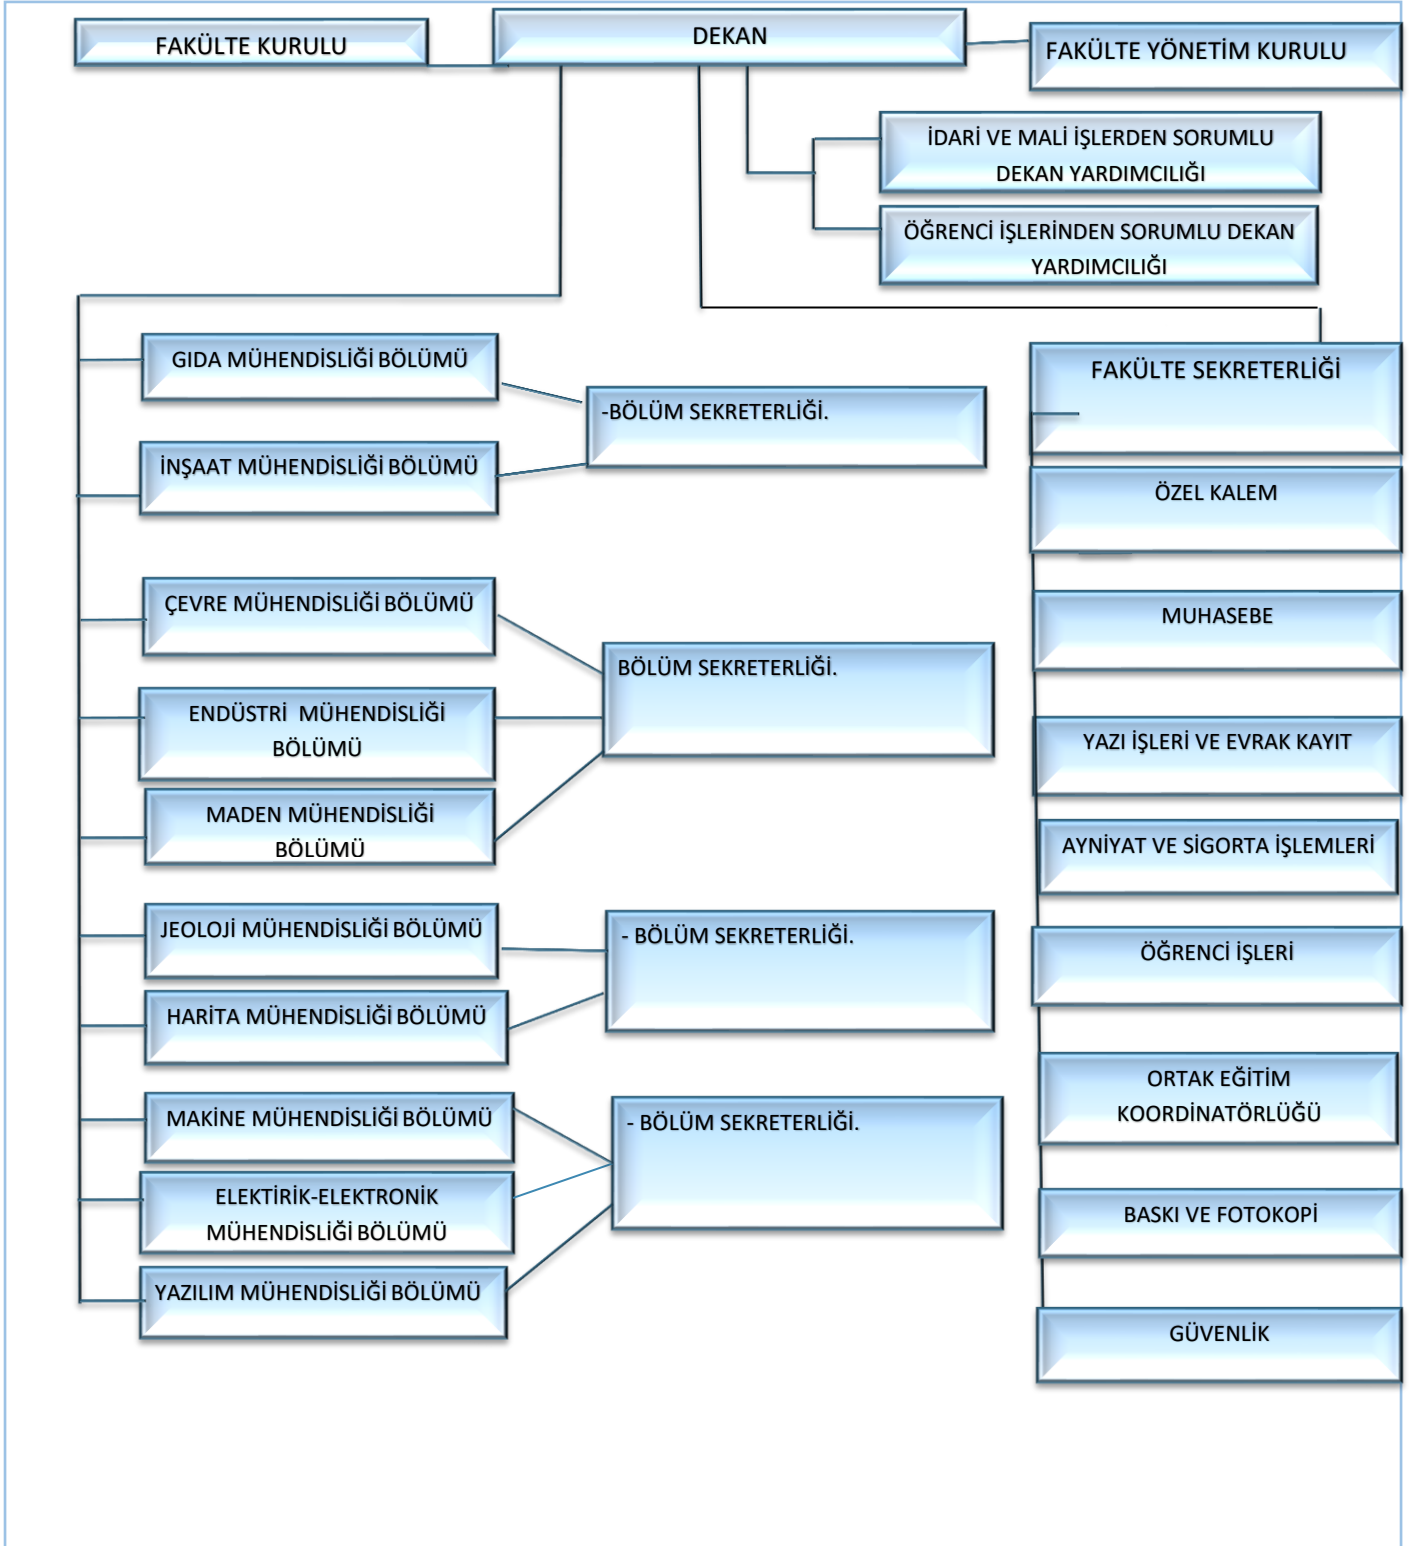 FAKÜLTE KURULU
DEKAN
FAKÜLTE YÖNETİM KURULU
İDARİ VE MALİ İŞLERDEN SORUMLU
DEKAN YARDIMCILIĞI
ÖĞRENCİ İŞLERİNDEN SORUMLU DEKAN
YARDIMCILIĞI
GIDA MÜHENDİSLİĞİ BÖLÜMÜ
İNŞAAT MÜHENDİSLİĞİ BÖLÜMÜ
-BÖLÜM SEKRETERLİĞİ.
ÇEVRE MÜHENDİSLİĞİ BÖLÜMÜ
ENDÜSTRİ  MÜHENDİSLİĞİ
BÖLÜMÜ
MADEN MÜHENDİSLİĞİ
BÖLÜMÜ
BÖLÜM SEKRETERLİĞİ.
JEOLOJİ MÜHENDİSLİĞİ BÖLÜMÜ
HARİTA MÜHENDİSLİĞİ BÖLÜMÜ
- BÖLÜM SEKRETERLİĞİ.
MAKİNE MÜHENDİSLİĞİ BÖLÜMÜ
ELEKTİRİK-ELEKTRONİK
MÜHENDİSLİĞİ BÖLÜMÜ
YAZILIM MÜHENDİSLİĞİ BÖLÜMÜ
- BÖLÜM SEKRETERLİĞİ.
FAKÜLTE SEKRETERLİĞİ
ÖZEL KALEM
MUHASEBE
YAZI İŞLERİ VE EVRAK KAYIT
AYNİYAT VE SİGORTA İŞLEMLERİ
ÖĞRENCİ İŞLERİ
ORTAK EĞİTİM
KOORDİNATÖRLÜĞÜ
BASKI VE FOTOKOPİ
GÜVENLİK